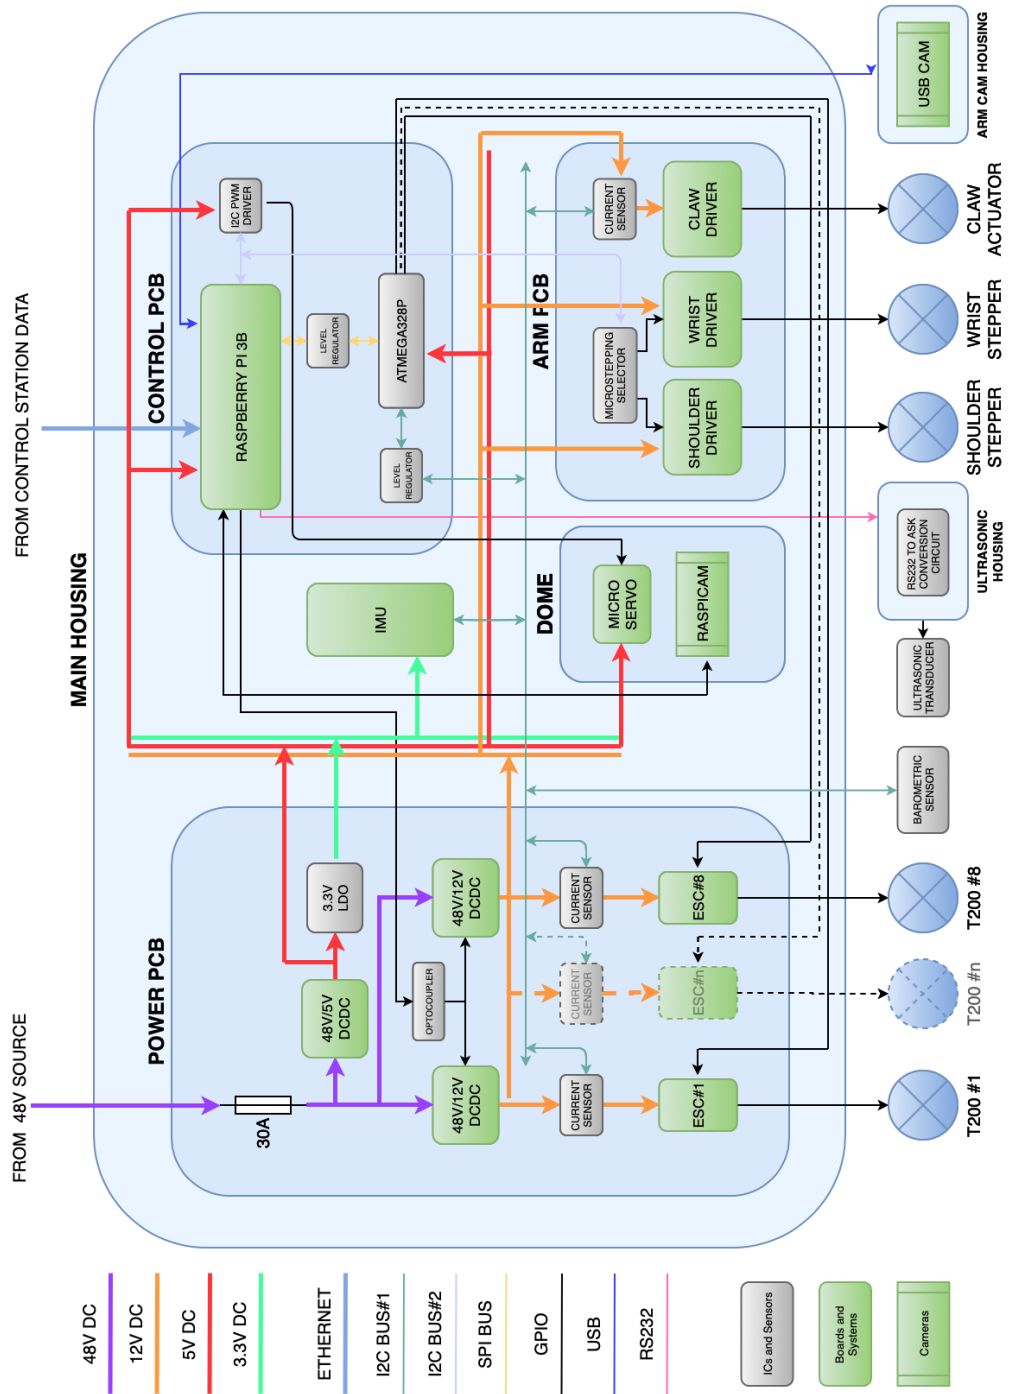 FROM 48V SOURCE
FROM CONTROL STATION DATA
MAIN HOUSING
POWER PCB
30A
48V/5V
DCDC
3.3V
LDO
OPTOCOUPLER
48V/12V
DCDC
48V/12V
DCDC
CURRENT
SENSOR
CURRENT
SENSOR
CURRENT
SENSOR
ESC#1
ESC#n
ESC#8
T200 #1
T200 #n
T200 #8
CONTROL PCB
RASPBERRY PI 3B
I2C PWM
DRIVER
LEVEL
REGULATOR
LEVEL
REGULATOR
ATMEGA328P
IMU
DOME
MICRO
SERVO
RASPICAM
ARM PCB
MICROSTEPPING
SELECTOR
CURRENT
SENSOR
SHOULDER
DRIVER
WRIST
DRIVER
CLAW
DRIVER
BAROMETRIC
SENSOR
ULTRASONIC
TRANSDUCER
RS232 TO ASK
CONVERSION
CIRCUIT
ULTRASONIC
HOUSING
SHOULDER
STEPPER
WRIST
STEPPER
CLAW
ACTUATOR
USB CAM
ARM CAM HOUSING
48V DC
12V DC
5V DC
3.3V DC
ETHERNET
I2C BUS#1
I2C BUS#2
SPI BUS
GPIO
USB
RS232
ICs and Sensors
Boards and
Systems
Cameras